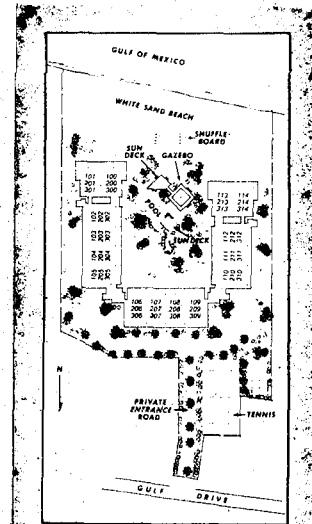 GULF OF MEXICO
WHITE SAND BEACH
SHUFFLE-
BOARD
SUN
DECK
GAZEBO
101 100
201 200
301 300
113 114
213 214
313 314
POOL
102 202 302
103 203 303
104 204 304
105 205 305
SUNDECK
112 212 312
111 211 311
110 210 310
106 107 108 109
206 207 208 209
306 307 308 309
N
PRIVATE
ENTRANCE
ROAD
TENNIS
GULF DRIVE